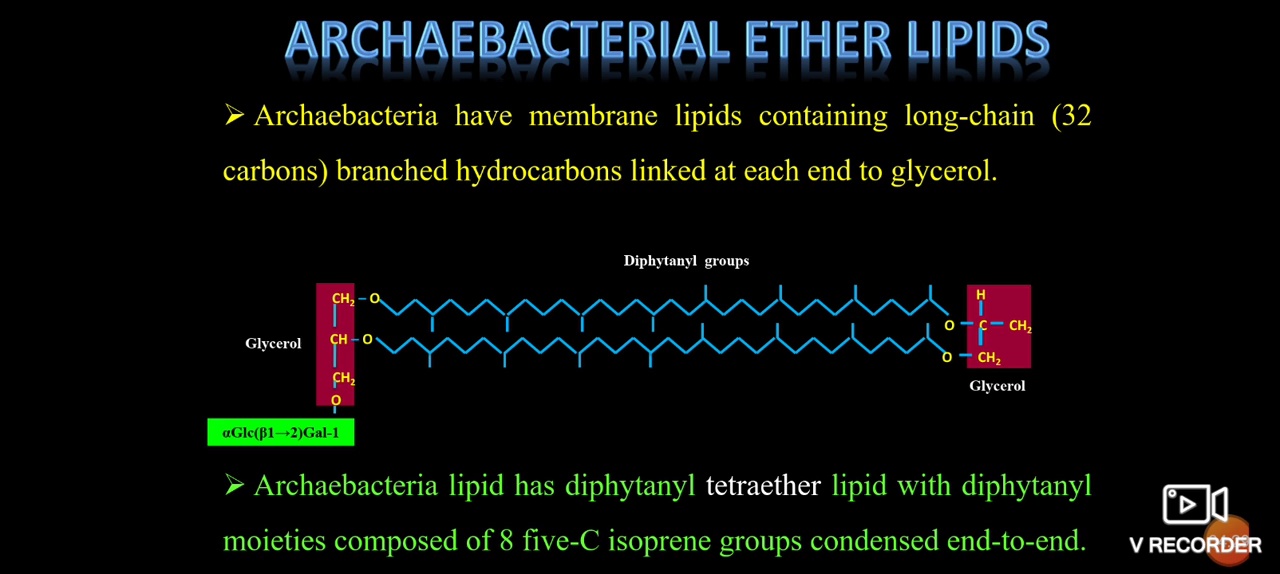 ARCHAEBACTERIAL ETHER LIPIDS
➢ Archaebacteria have membrane lipids containing long-chain (32
carbons) branched hydrocarbons linked at each end to glycerol.
Diphytanyl groups
CH₂ O
H
O C CH₂
Glycerol
CH O
O CH₂
CH₂
Glycerol
O
αGlc(β1→2)Gal-1
➢ Archaebacteria lipid has diphytanyl tetraether lipid with diphytanyl
moieties composed of 8 five-C isoprene groups condensed end-to-end.
V RECORDER